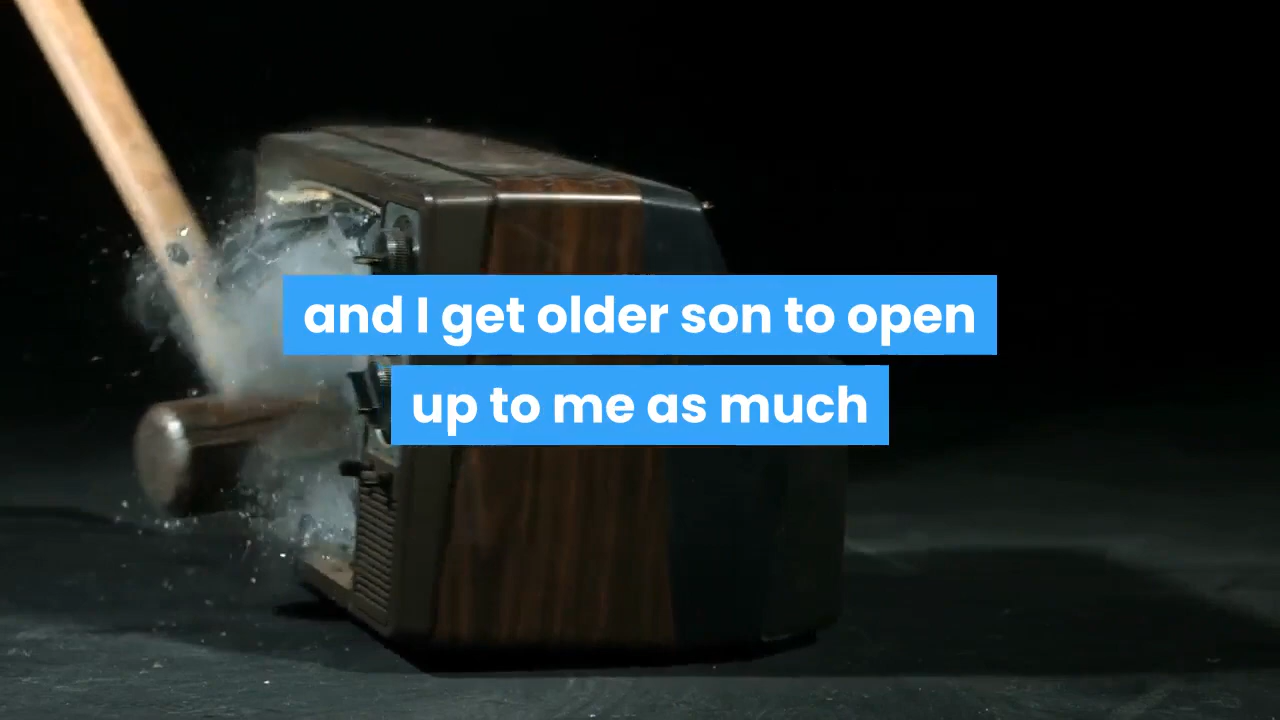 and I get older son to open
up to me as much